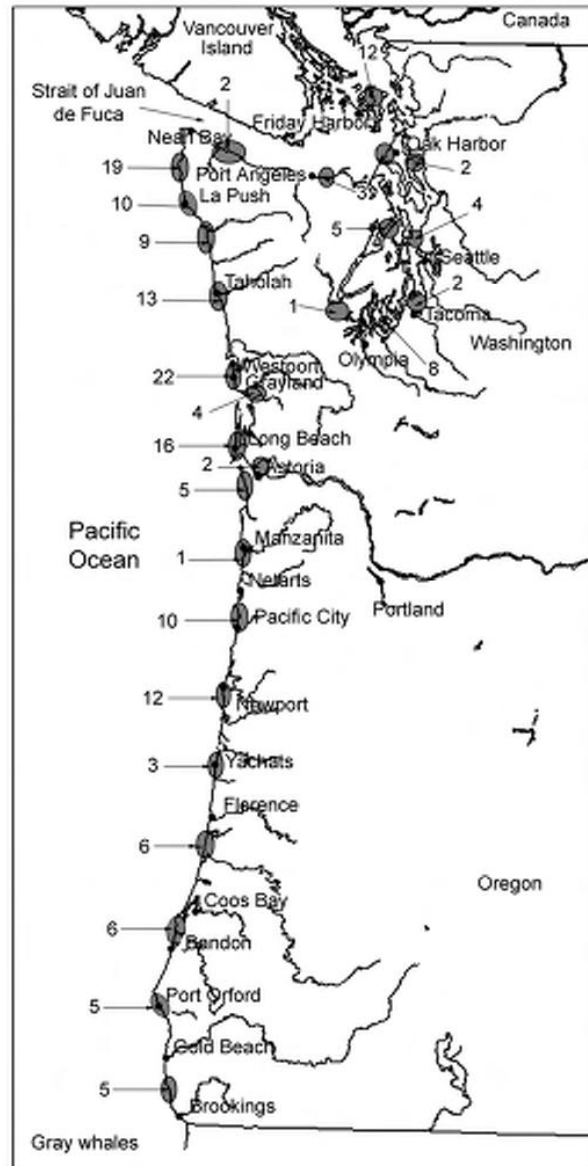 Canada
Vancouver
Island
12
2
Strait of Juan
de Fuca
Friday Harbor
Neah Bay
Oak Harbor
19
Port Angeles
3
2
La Push
10
5
4
9
Seattle
Taholah
2
13
1
Tacoma
Washington
Olympia
8
Westport
22
Grayland
4
Long Beach
16
2
Astoria
5
Pacific
Ocean
Manzanita
1
Netarts
Portland
10
Pacific City
12
Newport
3
Yachats
Florence
6
Oregon
Coos Bay
6
Bandon
5
Port Orford
Gold Beach
5
Brookings
Gray whales